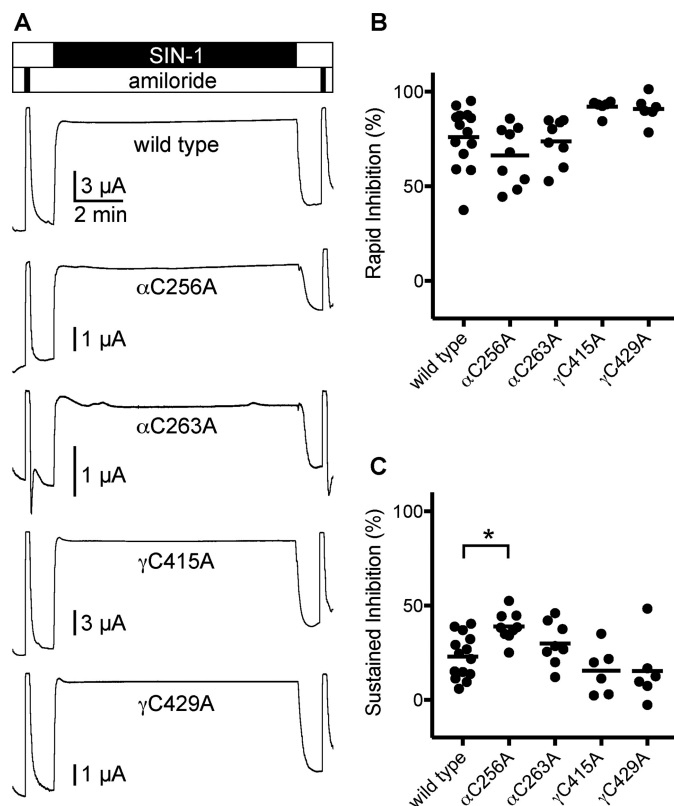 A
SIN-1
amiloride
wild type
3 µA
2 min
αC256A
1 µA
αC263A
1 µA
γC415A
3 µA
γC429A
1 µA
B
Rapid Inhibition (%)
100
50
0
wild type
αC256A
αC263A
γC415A
γC429A
C
Sustained Inhibition (%)
100
50
0
*
wild type
αC256A
αC263A
γC415A
γC429A